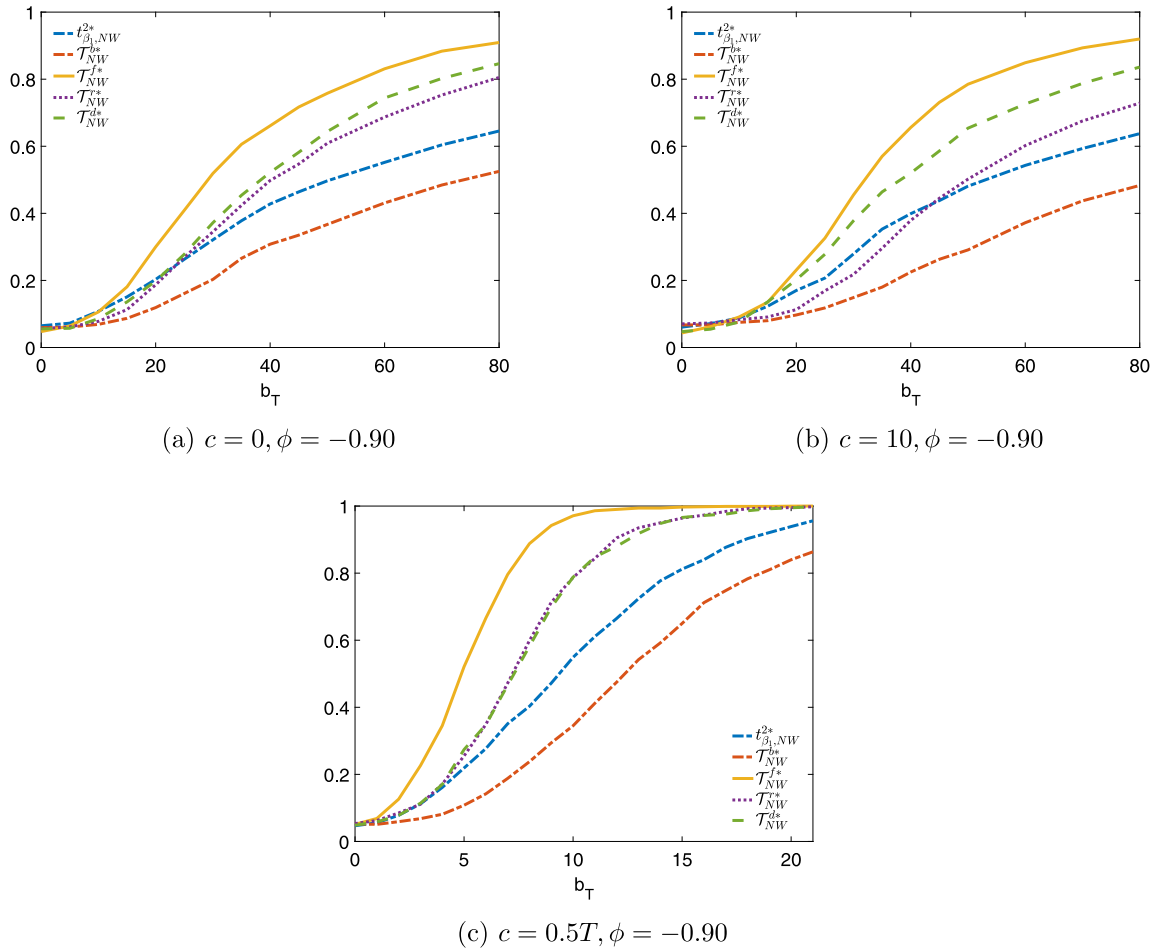 1
0.8
0.6
0.4
0.2
0
0 20 40 60 80
b_T
t^{2*}_{β_1,NW}
𝒯^{b*}_{NW}
𝒯^{f*}_{NW}
𝒯^{r*}_{NW}
𝒯^{d*}_{NW}
(a) c = 0, ϕ = −0.90
1
0.8
0.6
0.4
0.2
0
0 20 40 60 80
b_T
t^{2*}_{β_1,NW}
𝒯^{b*}_{NW}
𝒯^{f*}_{NW}
𝒯^{r*}_{NW}
𝒯^{d*}_{NW}
(b) c = 10, ϕ = −0.90
1
0.8
0.6
0.4
0.2
0
0 5 10 15 20
b_T
t^{2*}_{β_1,NW}
𝒯^{b*}_{NW}
𝒯^{f*}_{NW}
𝒯^{r*}_{NW}
𝒯^{d*}_{NW}
(c) c = 0.5T, ϕ = −0.90